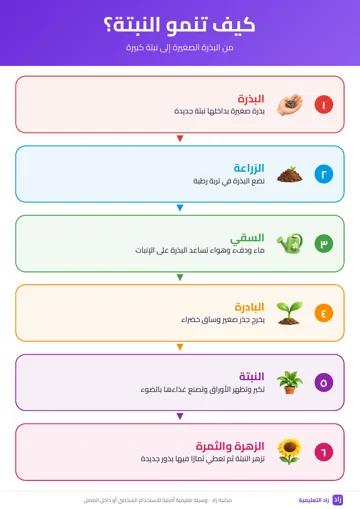 كيف تنمو النبتة؟
من البذرة الصغيرة إلى نبتة كبيرة
١
البذرة
بذرة صغيرة بداخلها نبتة جديدة
٢
الزراعة
نضع البذرة في تربة رطبة
٣
السقي
ماء ودفء وهواء تساعد البذرة على الإنبات
٤
البادرة
يخرج جذر صغير وساق خضراء
٥
النبتة
تكبر وتظهر الأوراق وتصنع غذاءها بالضوء
٦
الزهرة والثمرة
تزهر النبتة ثم تعطي ثمارًا فيها بذور جديدة
زاد زاد التعليمية
مكتبة زاد - وسيلة تعليمية أصلية للاستخدام الشخصي أو داخل الفصل